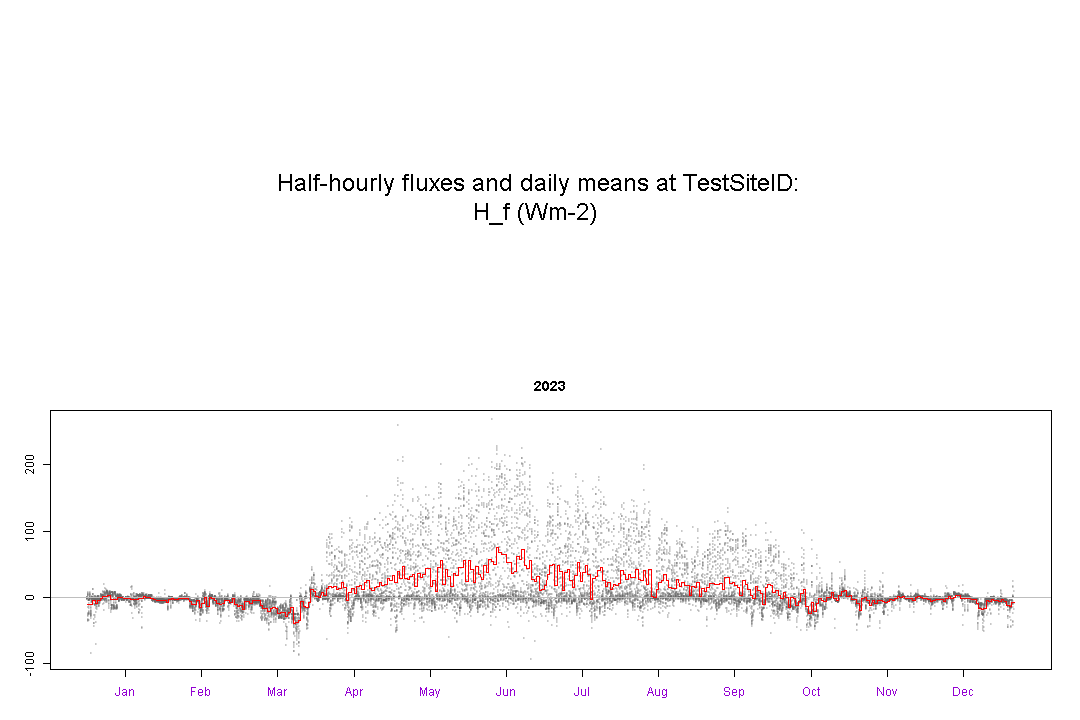 Half-hourly fluxes and daily means at TestSiteID:
H_f (Wm-2)
2023
200
100
0
-100
Jan Feb Mar Apr May Jun Jul Aug Sep Oct Nov Dec